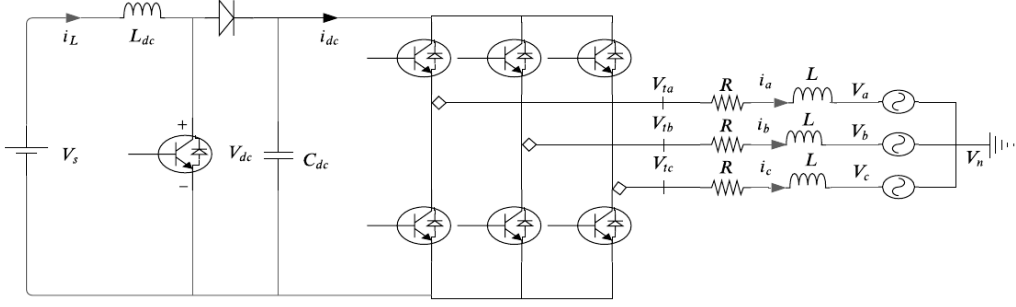 i_L
L_dc
i_dc
+
V_s
V_dc
−
C_dc
V_ta
R
i_a
L
V_a
V_tb
R
i_b
L
V_b
V_tc
R
i_c
L
V_c
V_n